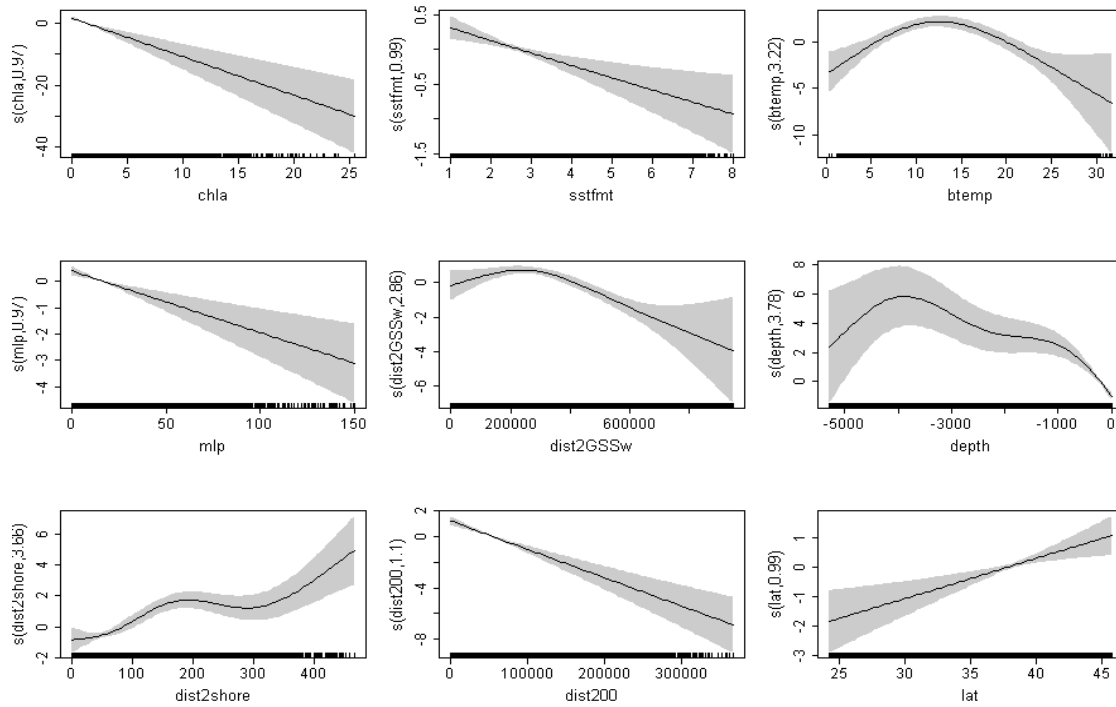 s(chla,0.97)
0
-20
-40
0 5 10 15 20 25
chla
s(sstfmt,0.99)
0.5
-0.5
-1.5
1 2 3 4 5 6 7 8
sstfmt
s(btemp,3.22)
0
-5
-10
0 5 10 15 20 25 30
btemp
s(mlp,0.97)
0
-1
-2
-3
-4
0 50 100 150
mlp
s(dist2GSSw,2.86)
0
-2
-4
-6
0 200000 600000
dist2GSSw
s(depth,3.78)
8
6
4
2
0
-5000 -3000 -1000 0
depth
s(dist2shore,3.66)
6
4
2
0
-2
0 100 200 300 400
dist2shore
s(dist200,1.1)
2
0
-2
-4
-8
0 100000 200000 300000
dist200
s(lat,0.99)
1
0
-1
-2
-3
25 30 35 40 45
lat